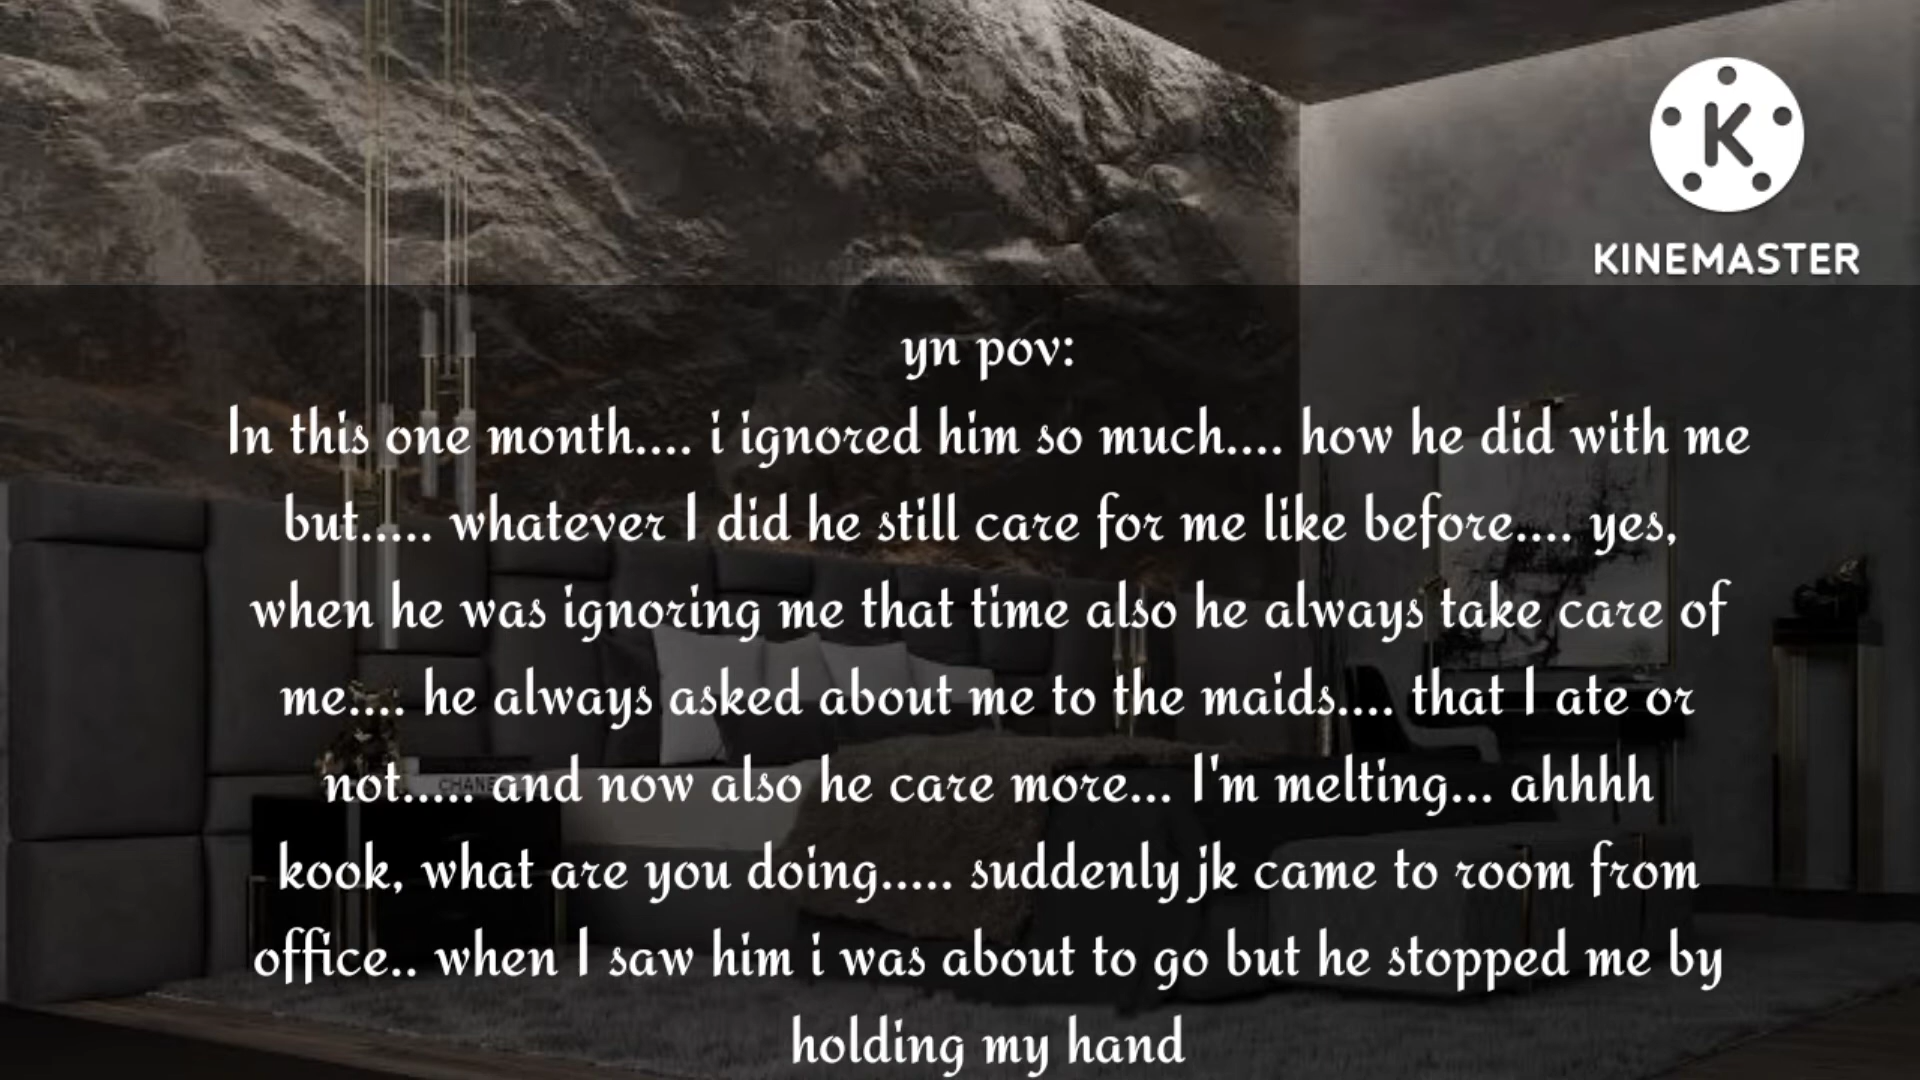 KINEMASTER
yn pov:
In this one month.... i ignored him so much.... how he did with me
but..... whatever I did he still care for me like before.... yes,
when he was ignoring me that time also he always take care of
me.... he always asked about me to the maids.... that I ate or
not..... and now also he care more... I'm melting... ahhhh
kook, what are you doing..... suddenly jk came to room from
office.. when I saw him i was about to go but he stopped me by
holding my hand
CHANEL